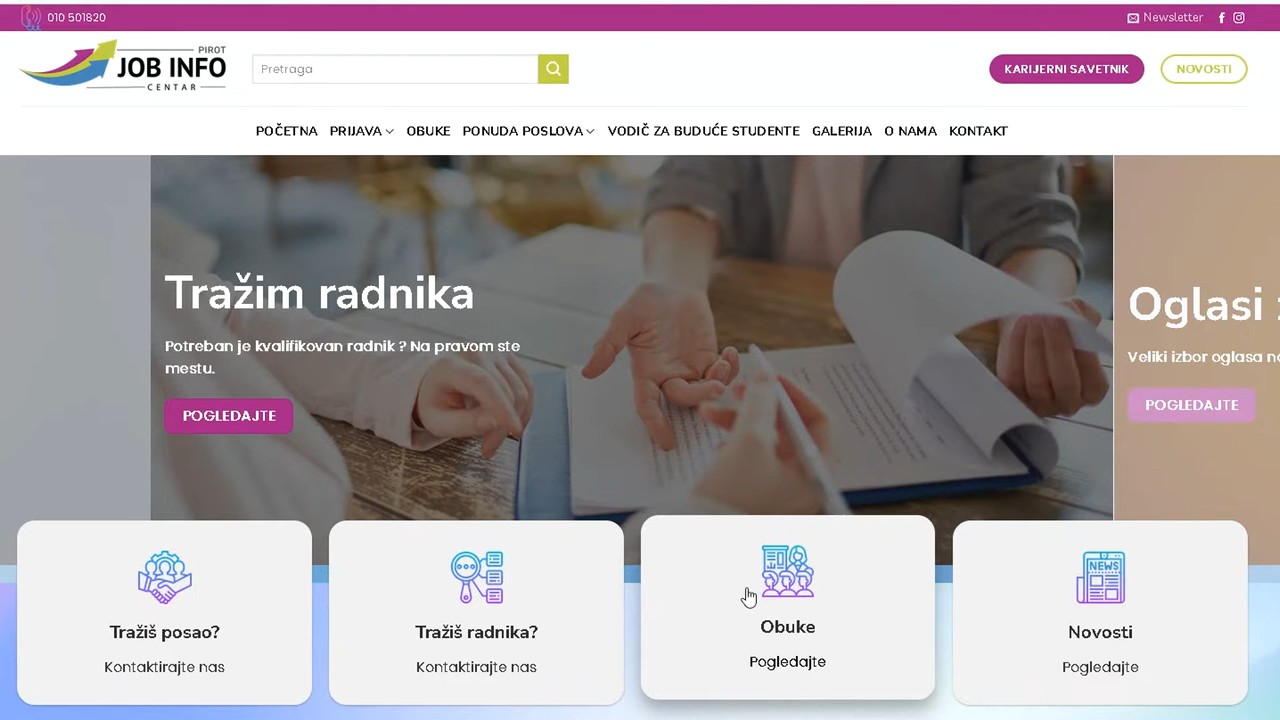 010 501820
Newsletter
PIROT
JOB INFO
CENTAR
Pretraga
KARIJERNI SAVETNIK
NOVOSTI
POČETNA PRIJAVA OBUKE PONUDA POSLOVA VODIČ ZA BUDUĆE STUDENTE GALERIJA O NAMA KONTAKT
Tražim radnika
Potreban je kvalifikovan radnik ? Na pravom ste
mestu.
POGLEDAJTE
Oglasi
Veliki izbor oglasa
POGLEDAJTE
Tražiš posao?
Kontaktirajte nas
Tražiš radnika?
Kontaktirajte nas
Obuke
Pogledajte
NEWS
Novosti
Pogledajte